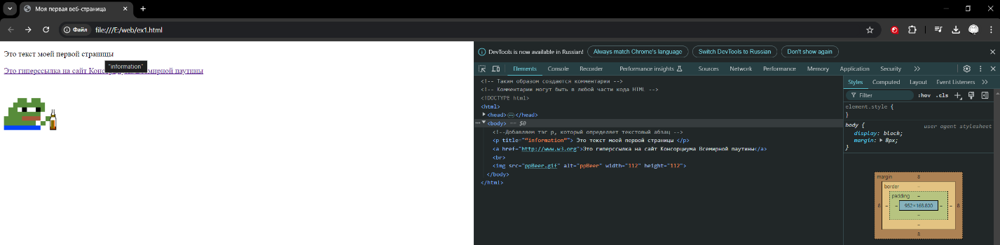 Моя первая веб-страница
Файл file:///E:/web/ex1.html
Это текст моей первой страницы
“information”
Это гиперссылка на сайт Консорциума Всемирной паутины
DevTools is now available in Russian! Always match Chrome's language Switch DevTools to Russian Don't show again
Elements Console Recorder Performance insights Sources Network Performance Memory Application Security
<!-- Таким образом создаются комментарии -->
<!-- Комментарии могут быть в любой части кода HTML -->
<!DOCTYPE html>
<html>
<head>⋯</head>
<body> == $0
<!--Добавляем тэг p, который определяет текстовый абзац -->
<p title="“information”"> Это текст моей первой страницы </p>
<a href="http://www.w3.org">Это гиперссылка на сайт Консорциума Всемирной паутины</a>
<br>
<img src="ppBeer.gif" alt="ppBeer" width="112" height="112">
</body>
</html>
Styles Computed Layout Event Listeners
Filter :hov .cls
element.style {
}
body { user agent stylesheet
display: block;
margin: 8px;
}
margin 8
border –
padding –
8 – – 952×168.800 – – 8
–
–
8